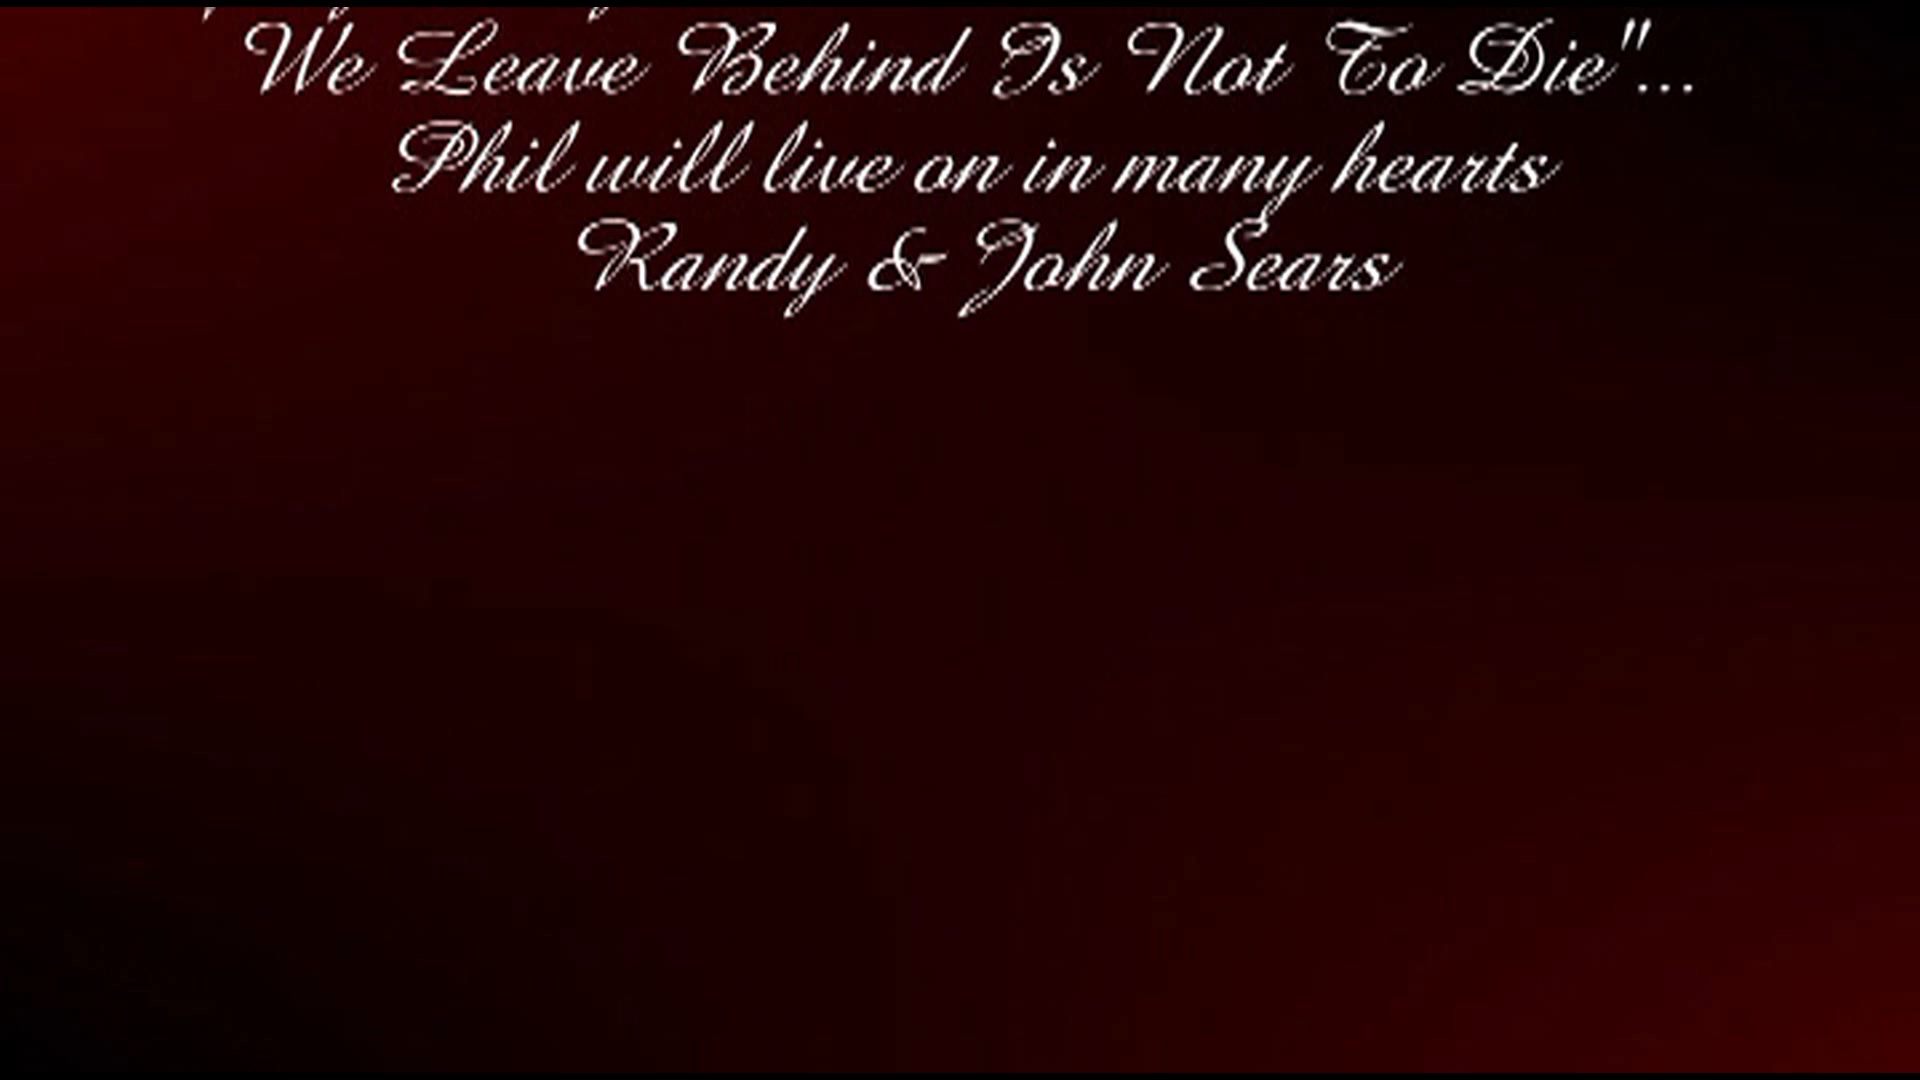 We Leave Behind Is Not To Die"...
Phil will live on in many hearts
Randy & John Sears